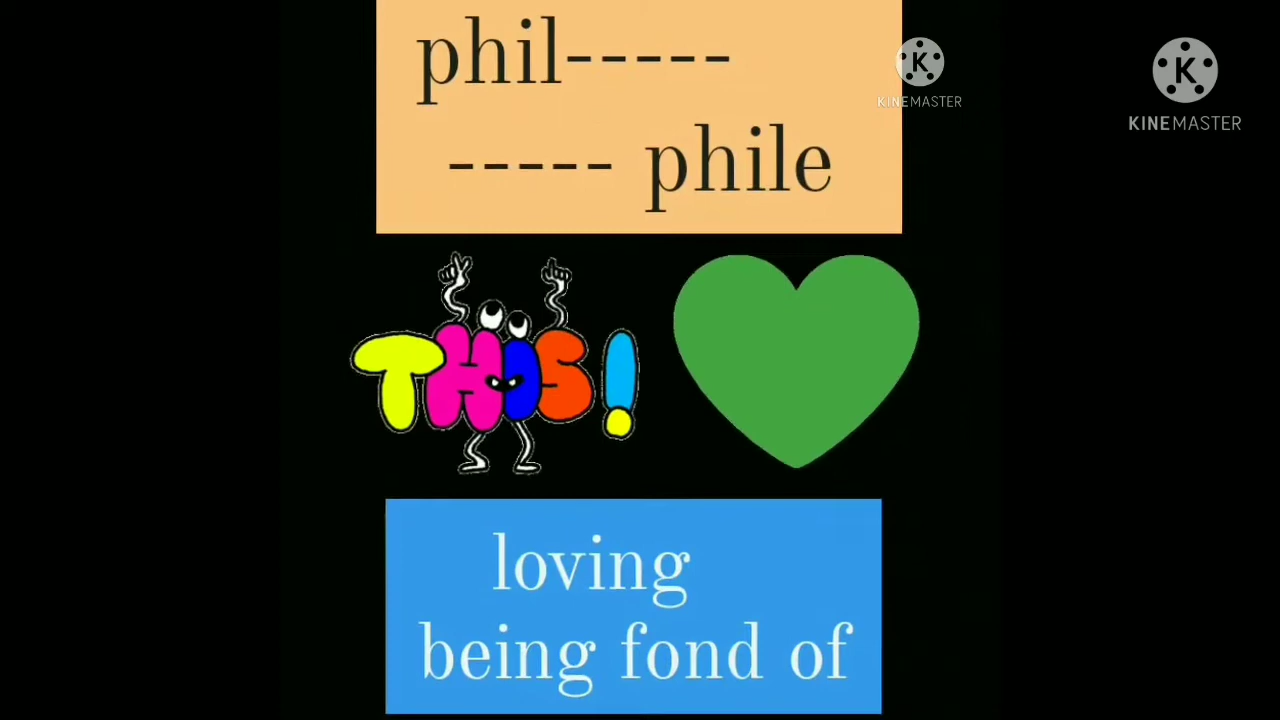 phil-----
----- phile
KINEMASTER
KINEMASTER
THIS!
loving
being fond of